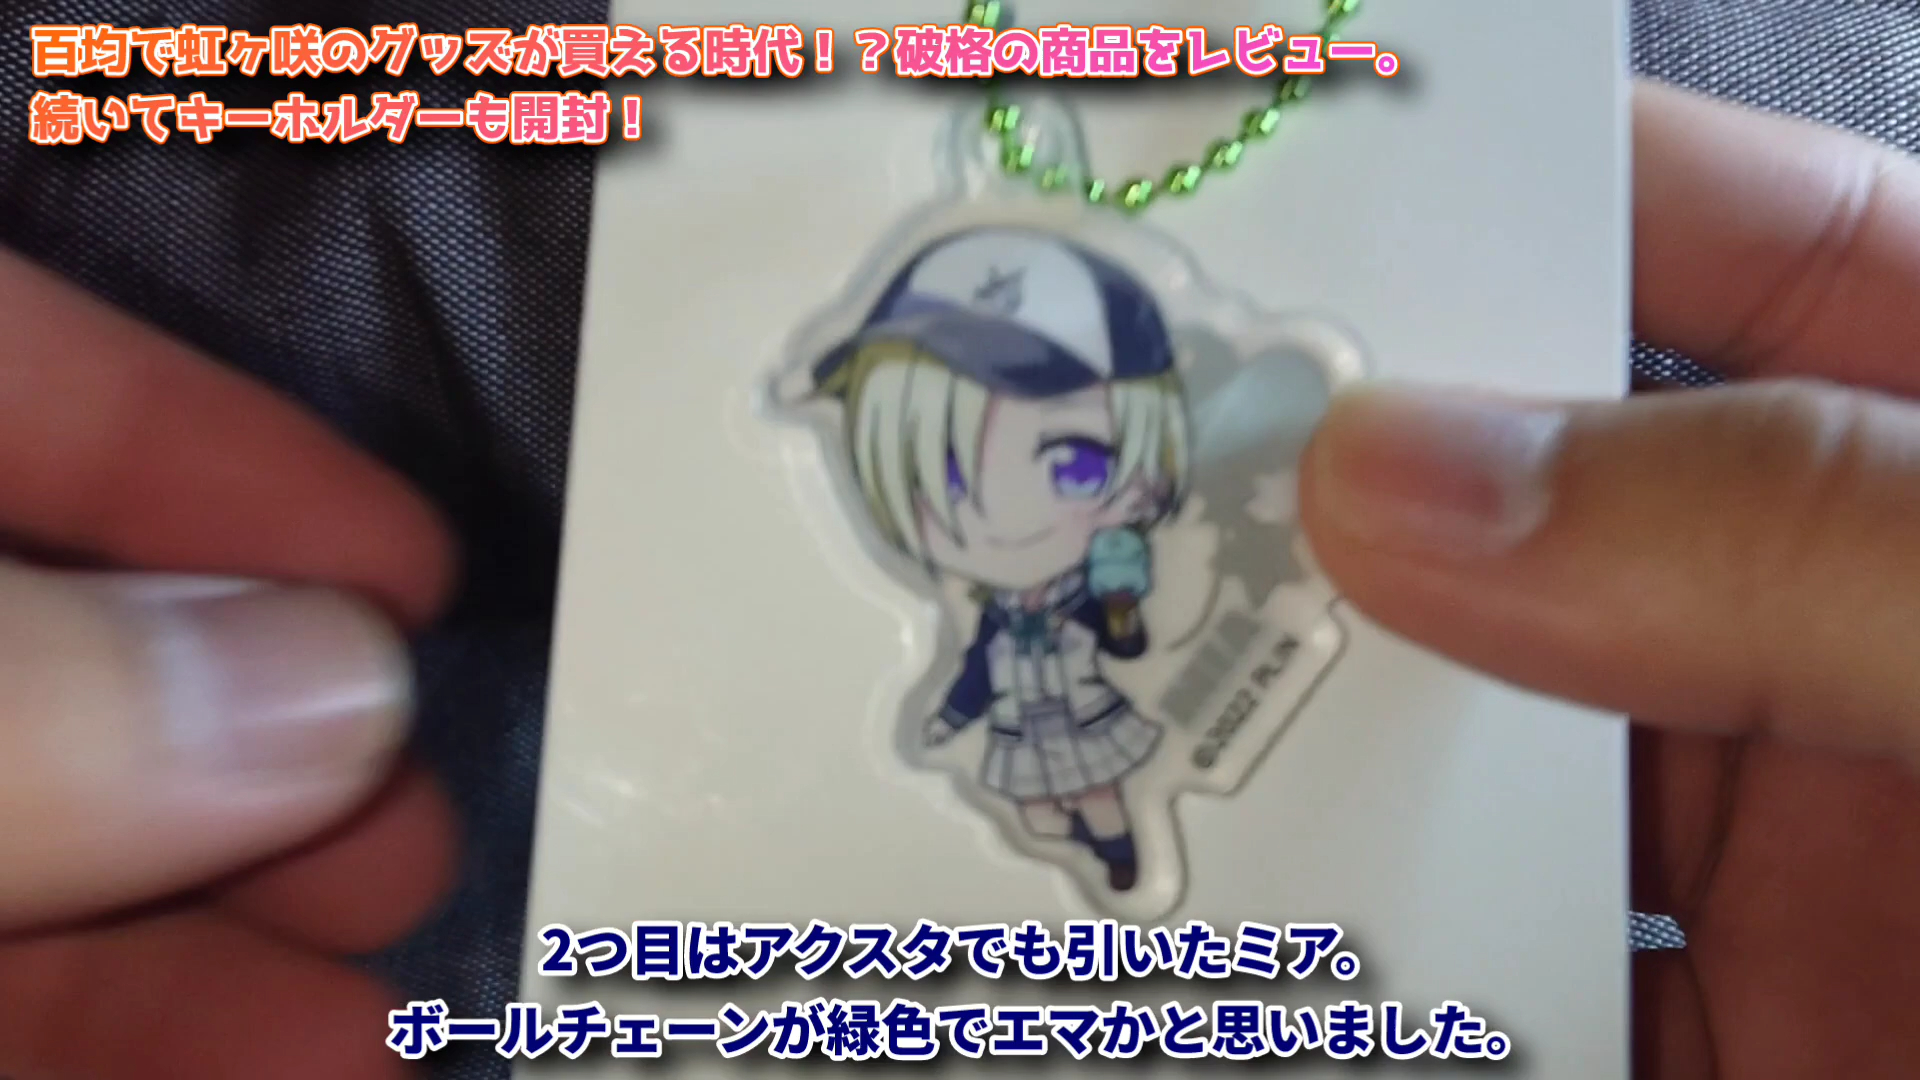 百均で虹ヶ咲のグッズが買える時代！？破格の商品をレビュー。
続いてキーホルダーも開封！
©2022 PL!N
2つ目はアクスタでも引いたミア。
ボールチェーンが緑色でエマかと思いました。